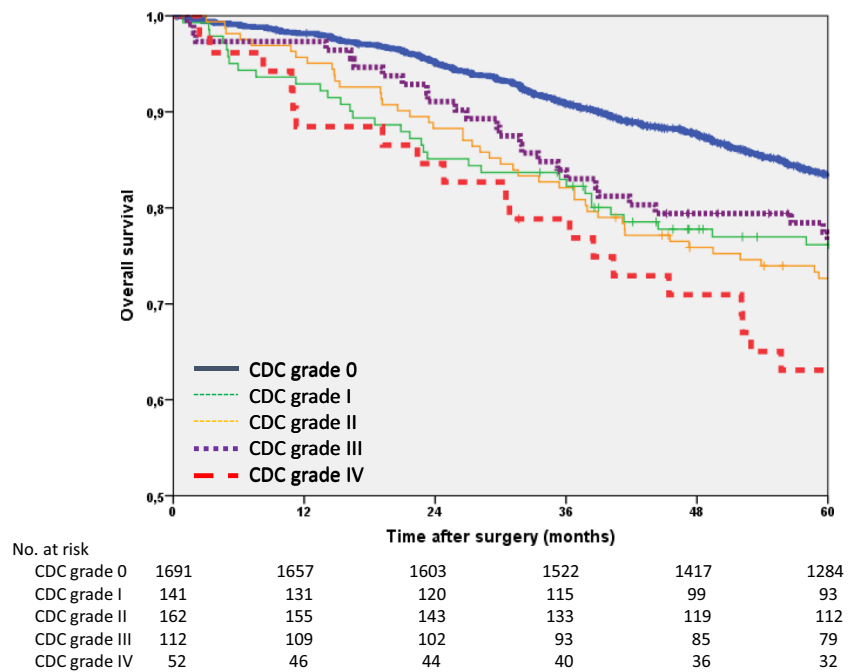 1,0
0,9
0,8
0,7
0,6
0,5
Overall survival
CDC grade 0
CDC grade I
CDC grade II
CDC grade III
CDC grade IV
0 12 24 36 48 60
Time after surgery (months)
No. at risk
CDC grade 0 1691 1657 1603 1522 1417 1284
CDC grade I 141 131 120 115 99 93
CDC grade II 162 155 143 133 119 112
CDC grade III 112 109 102 93 85 79
CDC grade IV 52 46 44 40 36 32